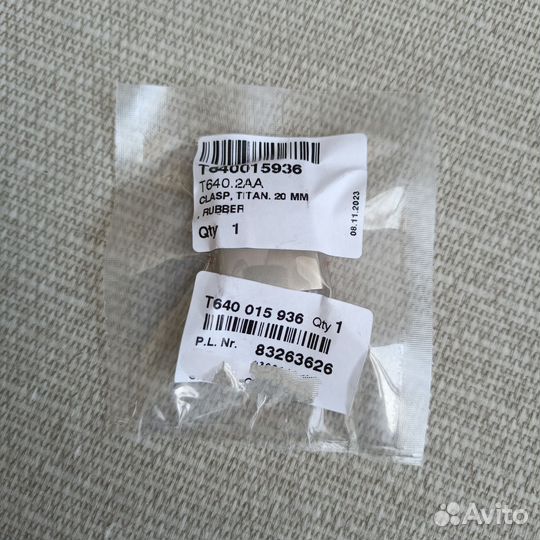 T640015936
T640.2AA
CLASP, TITAN. 20 MM
, RUBBER
Qty 1
08.11.2023
T640 015 936 Qty 1
P.L. Nr. 83263626
Avito